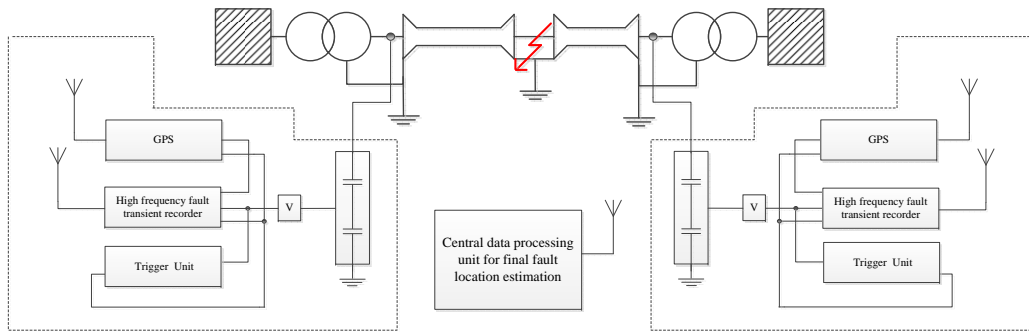 GPS
High frequency fault
transient recorder
V
Trigger Unit
Central data processing
unit for final fault
location estimation
GPS
V
High frequency fault
transient recorder
Trigger Unit